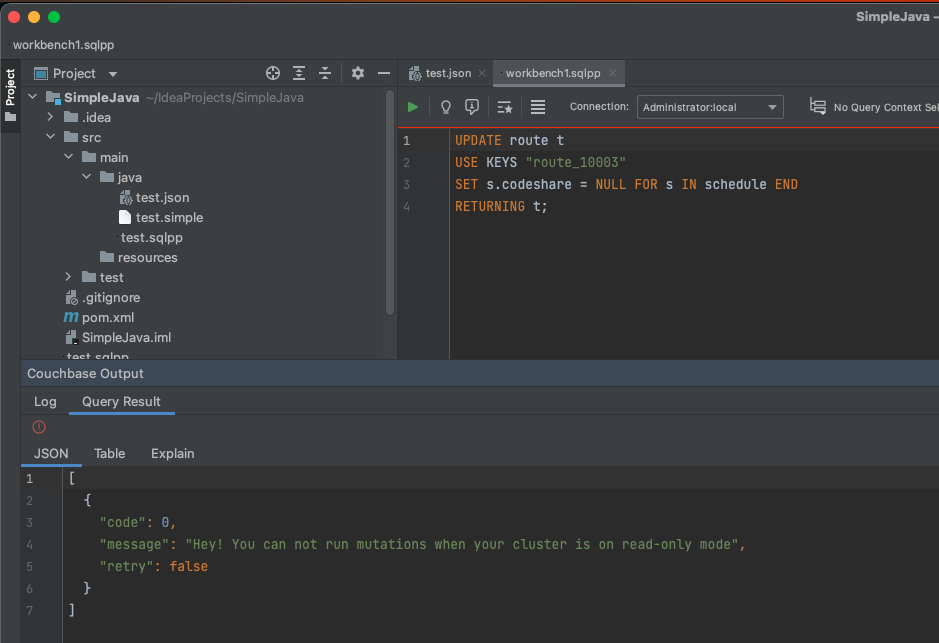 SimpleJava –
workbench1.sqlpp
Project
Project
test.json
workbench1.sqlpp
SimpleJava ~/IdeaProjects/SimpleJava
.idea
src
main
java
test.json
test.simple
test.sqlpp
resources
test
.gitignore
m pom.xml
SimpleJava.iml
test.sqlpp
Connection:
Administrator:local
No Query Context Sel
1 UPDATE route t
2 USE KEYS "route_10003"
3 SET s.codeshare = NULL FOR s IN schedule END
4 RETURNING t;
Couchbase Output
Log Query Result
JSON Table Explain
1 [
2 {
3 "code": 0,
4 "message": "Hey! You can not run mutations when your cluster is on read-only mode",
5 "retry": false
6 }
7 ]